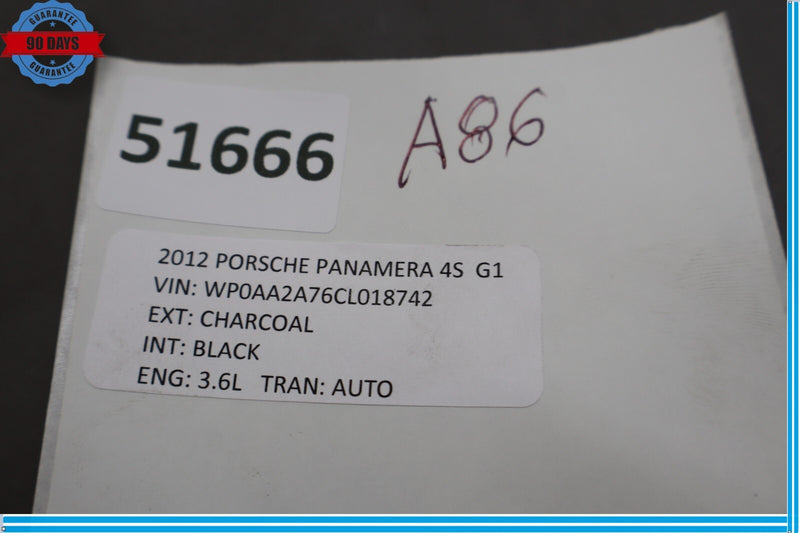 GUARANTEE
90 DAYS
GUARANTEE
51666
A86
2012 PORSCHE PANAMERA 4S G1
VIN: WP0AA2A76CL018742
EXT: CHARCOAL
INT: BLACK
ENG: 3.6L TRAN: AUTO